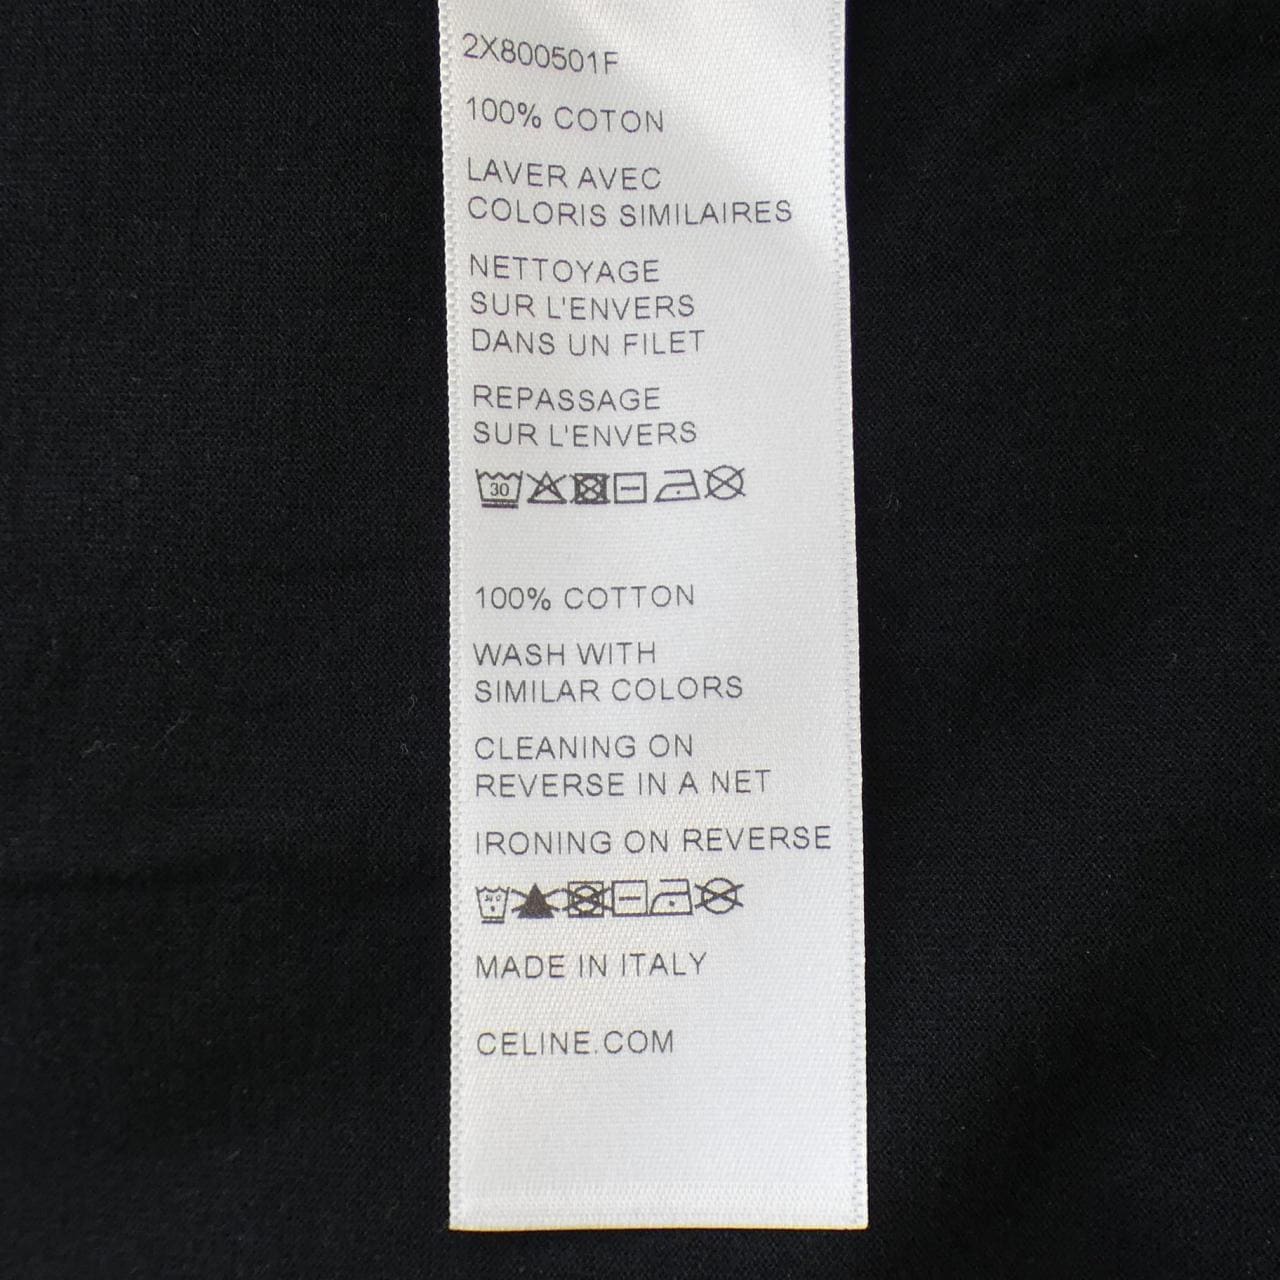 2X800501F
100% COTON
LAVER AVEC
COLORIS SIMILAIRES
NETTOYAGE
SUR L'ENVERS
DANS UN FILET
REPASSAGE
SUR L'ENVERS
30
100% COTTON
WASH WITH
SIMILAR COLORS
CLEANING ON
REVERSE IN A NET
IRONING ON REVERSE
MADE IN ITALY
CELINE.COM